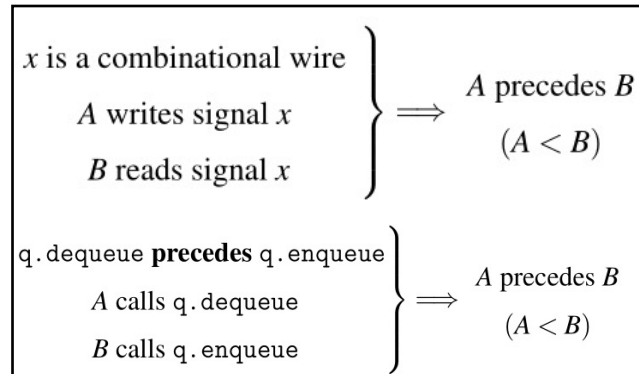 x is a combinational wire
A writes signal x
B reads signal x
⟹ A precedes B
(A < B)
q.dequeue precedes q.enqueue
A calls q.dequeue
B calls q.enqueue
⟹ A precedes B
(A < B)